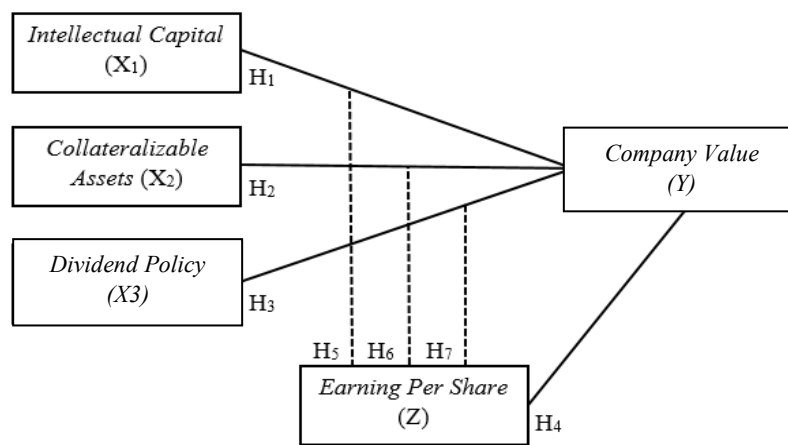 Intellectual Capital
(X₁)
H₁
Collateralizable
Assets (X₂)
H₂
Company Value
(Y)
Dividend Policy
(X3)
H₃
H₅ H₆ H₇
Earning Per Share
(Z)
H₄